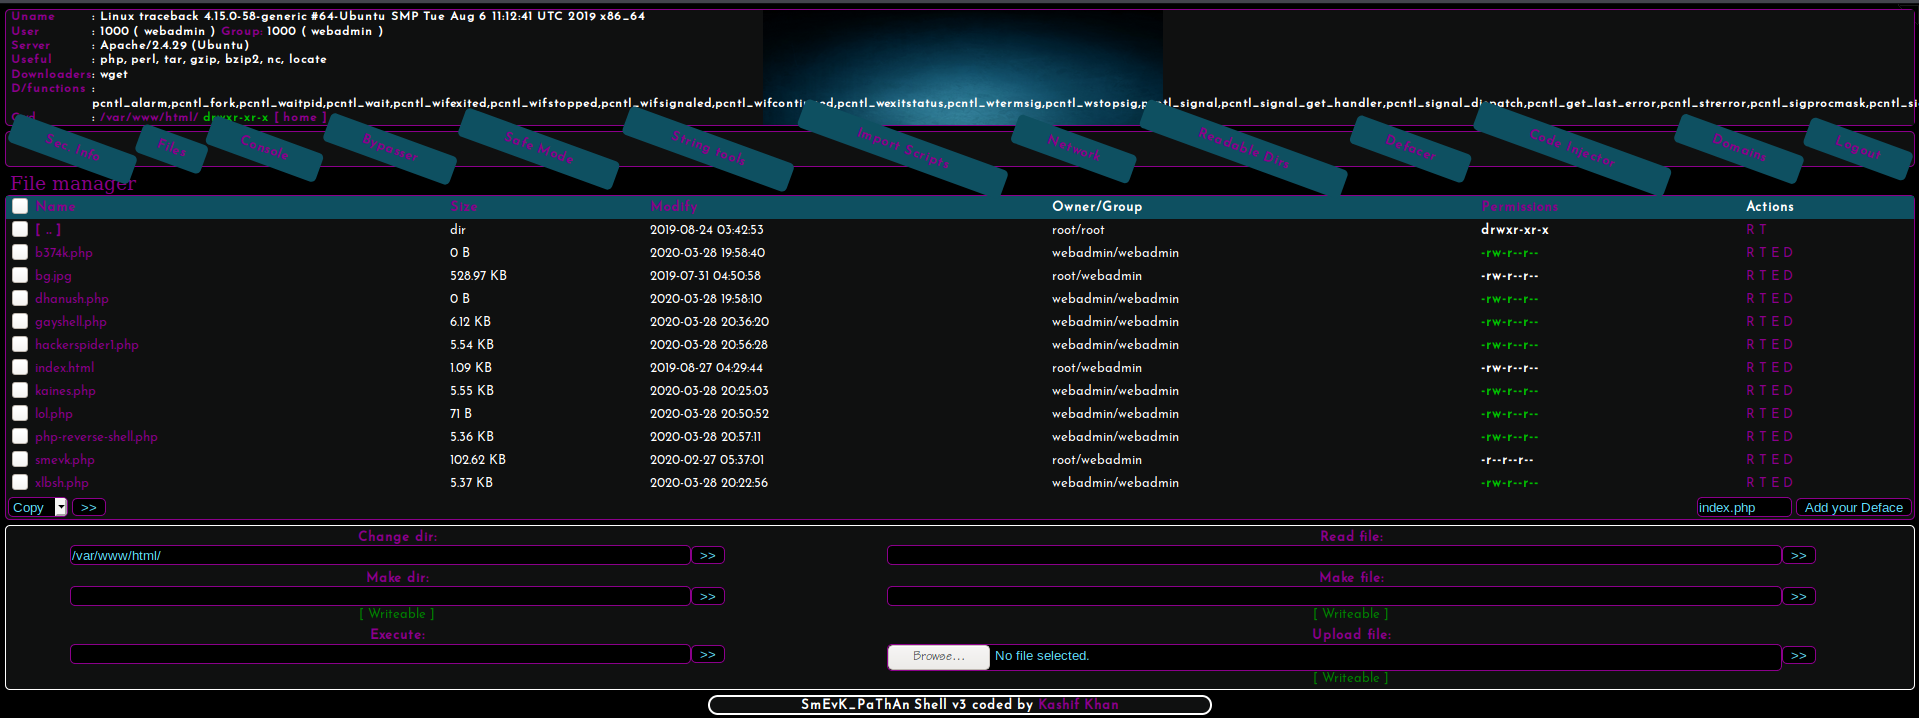 Uname : Linux traceback 4.15.0-58-generic #64-Ubuntu SMP Tue Aug 6 11:12:41 UTC 2019 x86_64
User : 1000 ( webadmin ) Group: 1000 ( webadmin )
Server : Apache/2.4.29 (Ubuntu)
Useful : php, perl, tar, gzip, bzip2, nc, locate
Downloaders : wget
D/functions :
pcntl_alarm,pcntl_fork,pcntl_waitpid,pcntl_wait,pcntl_wifexited,pcntl_wifstopped,pcntl_wifsignaled,pcntl_wifcontinued,pcntl_wexitstatus,pcntl_wtermsig,pcntl_wstopsig,pcntl_signal,pcntl_signal_get_handler,pcntl_signal_dispatch,pcntl_get_last_error,pcntl_strerror,pcntl_sigprocmask,pcntl_si
Cwd : /var/www/html/ drwxr-xr-x [ home ]
Sec. Info Files Console Bypasser Safe Mode String tools Import Scripts Network Readable Dirs Defacer Code Injector Domains Logout
File manager
Name Size Modify Owner/Group Permissions Actions
[ .. ] dir 2019-08-24 03:42:53 root/root drwxr-xr-x R T
b374k.php 0 B 2020-03-28 19:58:40 webadmin/webadmin -rw-r--r-- R T E D
bg.jpg 528.97 KB 2019-07-31 04:50:58 root/webadmin -rw-r--r-- R T E D
dhanush.php 0 B 2020-03-28 19:58:10 webadmin/webadmin -rw-r--r-- R T E D
gayshell.php 6.12 KB 2020-03-28 20:36:20 webadmin/webadmin -rw-r--r-- R T E D
hackerspider1.php 5.54 KB 2020-03-28 20:56:28 webadmin/webadmin -rw-r--r-- R T E D
index.html 1.09 KB 2019-08-27 04:29:44 root/webadmin -rw-r--r-- R T E D
kaines.php 5.55 KB 2020-03-28 20:25:03 webadmin/webadmin -rw-r--r-- R T E D
lol.php 71 B 2020-03-28 20:50:52 webadmin/webadmin -rw-r--r-- R T E D
php-reverse-shell.php 5.36 KB 2020-03-28 20:57:11 webadmin/webadmin -rw-r--r-- R T E D
smevk.php 102.62 KB 2020-02-27 05:37:01 root/webadmin -r--r--r-- R T E D
xlbsh.php 5.37 KB 2020-03-28 20:22:56 webadmin/webadmin -rw-r--r-- R T E D
Copy >> index.php Add your Deface
Change dir: Read file:
/var/www/html/ >> >>
Make dir: Make file:
>> >>
[ Writeable ] [ Writeable ]
Execute: Upload file:
>> Browse... No file selected. >>
[ Writeable ]
SmEvK_PaThAn Shell v3 coded by Kashif Khan